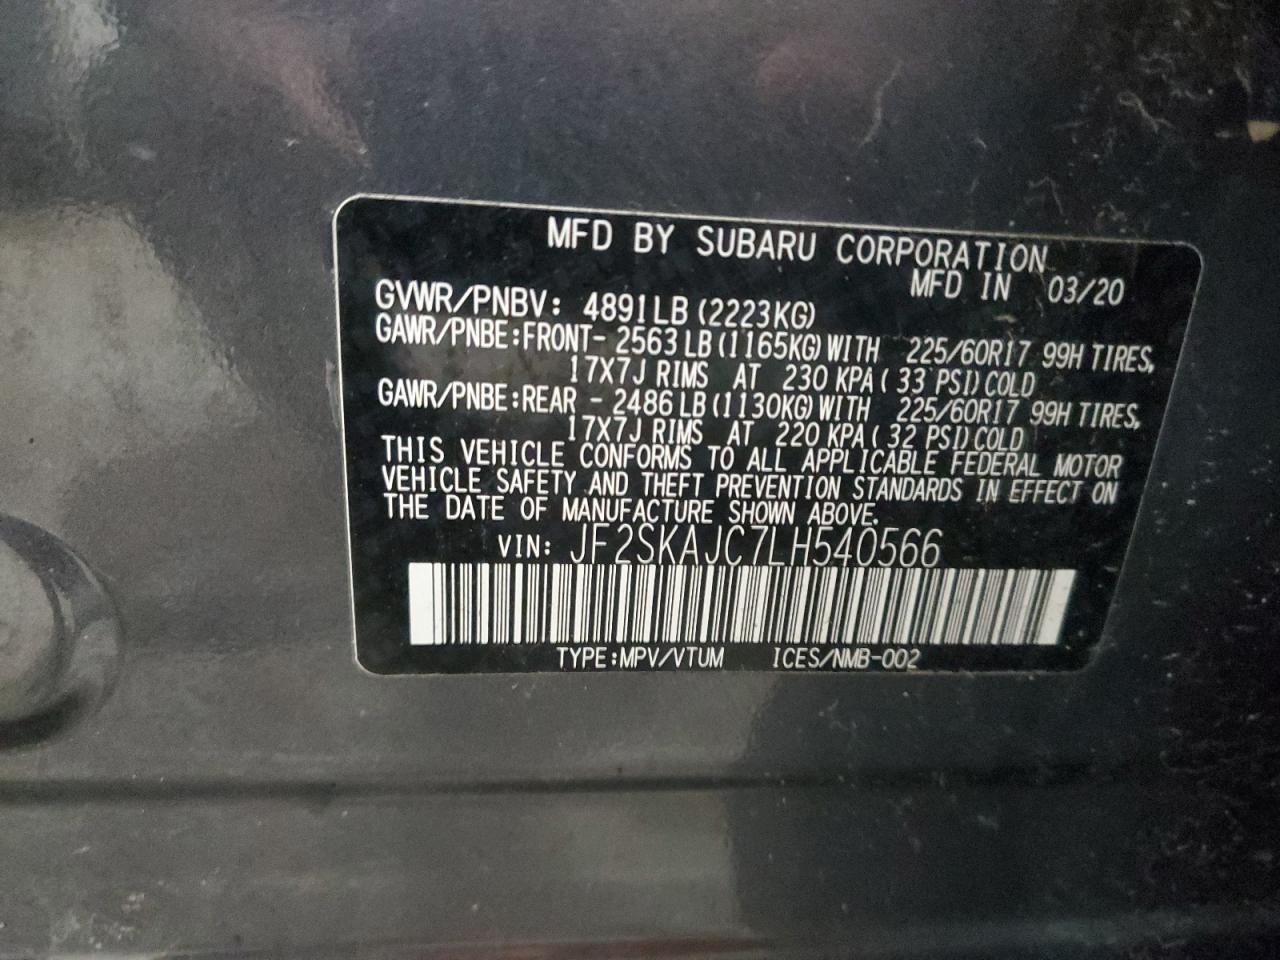 MFD BY SUBARU CORPORATION
MFD IN 03/20
GVWR/PNBV: 4891LB (2223KG)
GAWR/PNBE:FRONT- 2563 LB (1165KG) WITH 225/60R17 99H TIRES,
17X7J RIMS AT 230 KPA ( 33 PSI) COLD
GAWR/PNBE:REAR - 2486 LB (1130KG) WITH 225/60R17 99H TIRES,
17X7J RIMS AT 220 KPA ( 32 PSI) COLD
THIS VEHICLE CONFORMS TO ALL APPLICABLE FEDERAL MOTOR
VEHICLE SAFETY AND THEFT PREVENTION STANDARDS IN EFFECT ON
THE DATE OF MANUFACTURE SHOWN ABOVE.
VIN: JF2SKAJC7LH540566
TYPE:MPV/VTUM ICES/NMB-002